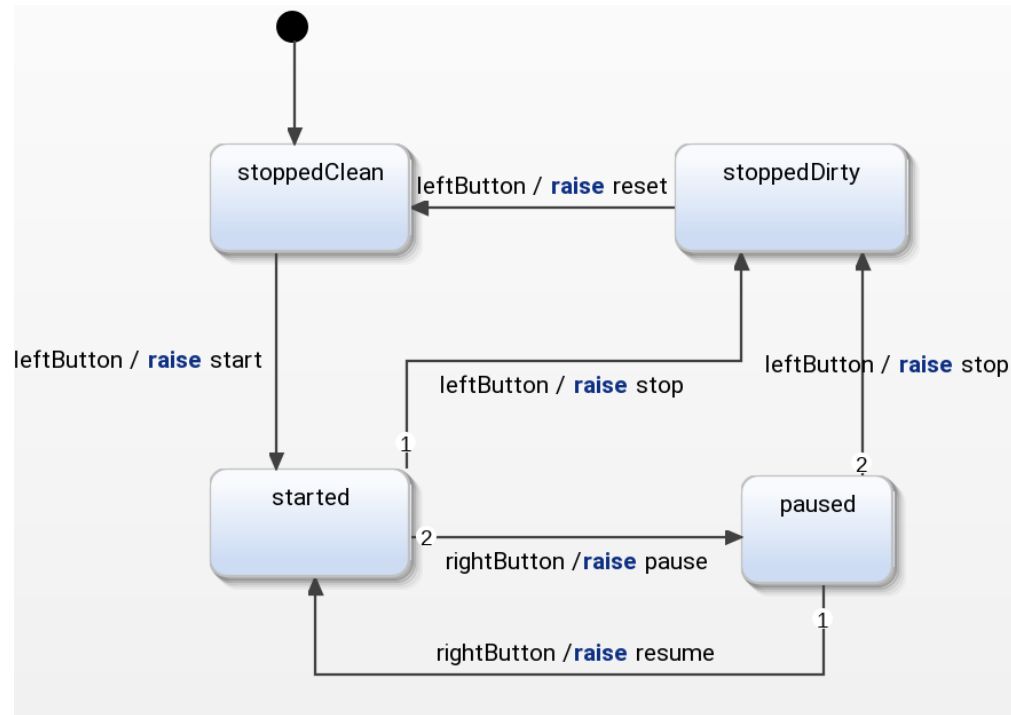 stoppedClean
stoppedDirty
leftButton / raise reset
leftButton / raise start
leftButton / raise stop
leftButton / raise stop
1
2
started
paused
2
rightButton /raise pause
1
rightButton /raise resume